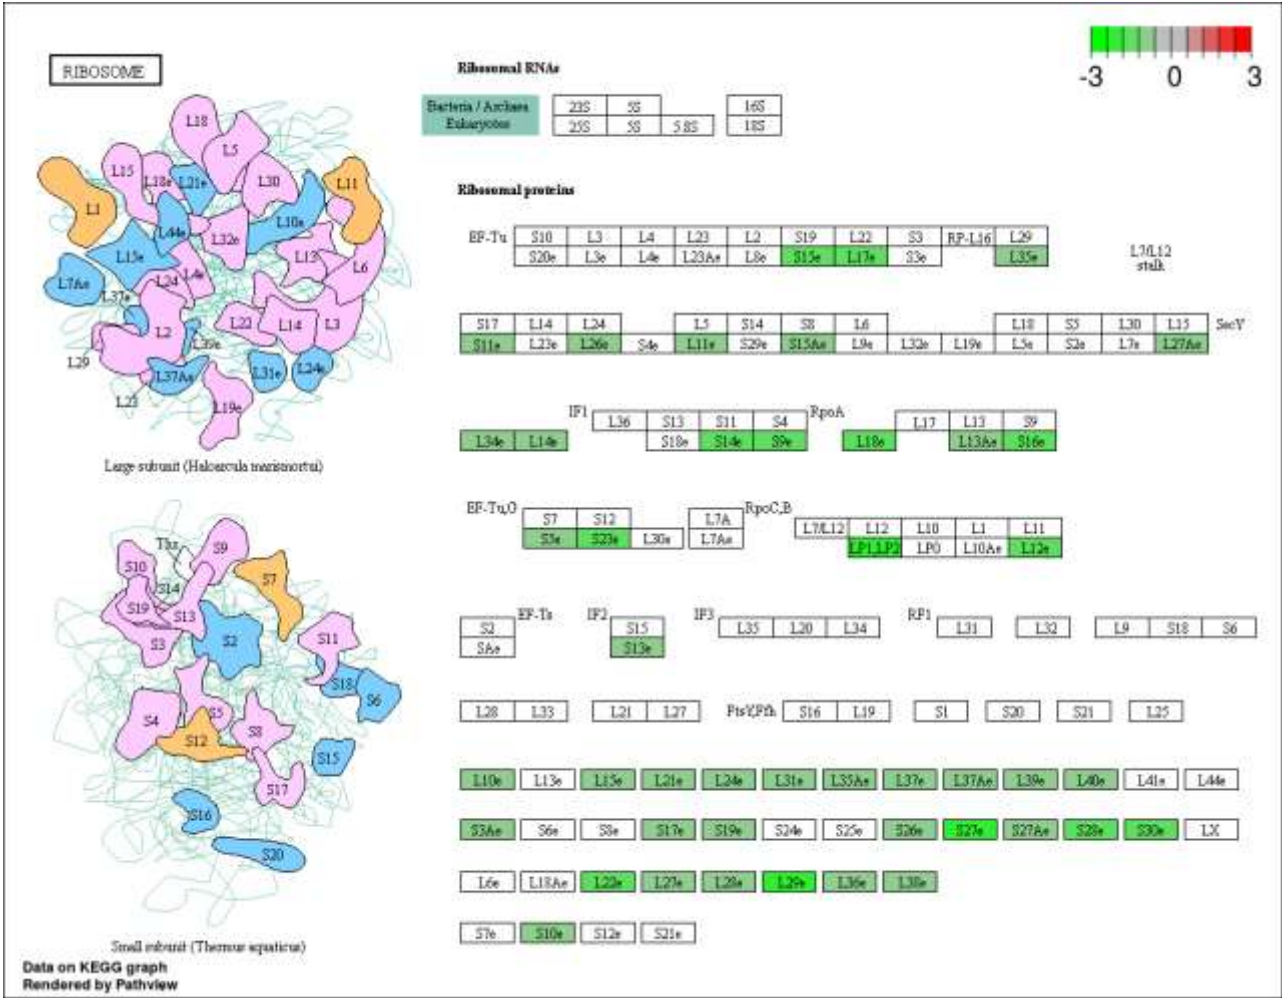 RIBOSOME
-3 0 3
Ribosomal RNAs
Bacteria / Archaea 23S 5S 16S
Eukaryotes 25S 5S 5.8S 18S
Ribosomal proteins
EF-Tu S10 L3 L4 L23 L2 S19 L22 S3 RP-L16 L29
S20e L3e L4e L23Ae L8e S15e L17e S3e L35e
L7/L12
stalk
S17 L14 L24 L5 S14 S8 L6 L18 S5 L30 L15 SecY
S11e L23e L26e S4e L11e S29e S15Ae L9e L32e L19e L5e S2e L7e L27Ae
IF1 L36 S13 S11 S4 RpoA L17 L13 S9
L34e L14e S18e S14e S9e L18e L13Ae S16e
EF-Tu,G S7 S12 L7A RpoC,B L7/L12 L12 L10 L1 L11
S5e S23e L30e L7Ae LP1,LP2 LP0 L10Ae L12e
S2 EF-Ts IF2 S15 IF3 L35 L20 L34 RF1 L31 L32 L9 S18 S6
SAe S13e
L28 L33 L21 L27 FtsY,Ffh S16 L19 S1 S20 S21 L25
L10e L13e L15e L21e L24e L31e L35Ae L37e L37Ae L39e L40e L41e L44e
S3Ae S6e S8e S17e S19e S24e S25e S26e S27e S27Ae S28e S30e LX
L6e L18Ae L22e L27e L28e L29e L36e L38e
S7e S10e S12e S21e
L18
L5
L15 L18e L21e L30 L11
L1
L44e L32e L10e
L15e L13 L6
L7Ae L24 L4e
L37e
L2 L22 L14 L3
L39e
L29
L37Ae L31e L24e
L23
L19e
Large subunit (Haloarcula marismortui)
Thx S9
S10 S7
S14
S19 S13
S3 S2 S11
S18
S6
S4 S5 S8
S12
S15
S17
S16
S20
Small subunit (Thermus aquaticus)
Data on KEGG graph
Rendered by Pathview